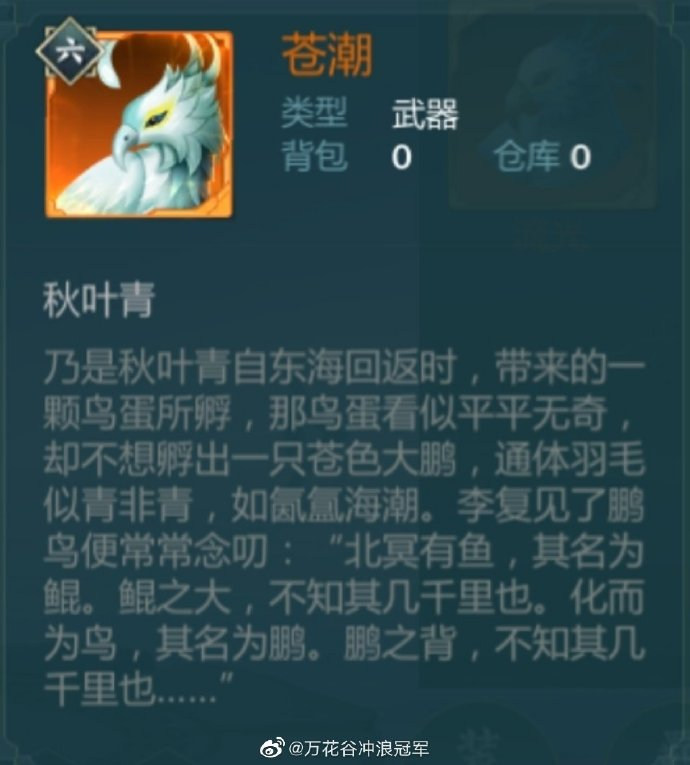 六
苍潮
类型 武器
背包 0 仓库 0
秋叶青
乃是秋叶青自东海回返时，带来的一
颗鸟蛋所孵，那鸟蛋看似平平无奇，
却不想孵出一只苍色大鹏，通体羽毛
似青非青，如氤氲海潮。李复见了鹏
鸟便常常念叨：“北冥有鱼，其名为
鲲。鲲之大，不知其几千里也。化而
为鸟，其名为鹏。鹏之背，不知其几
千里也……”
@万花谷冲浪冠军